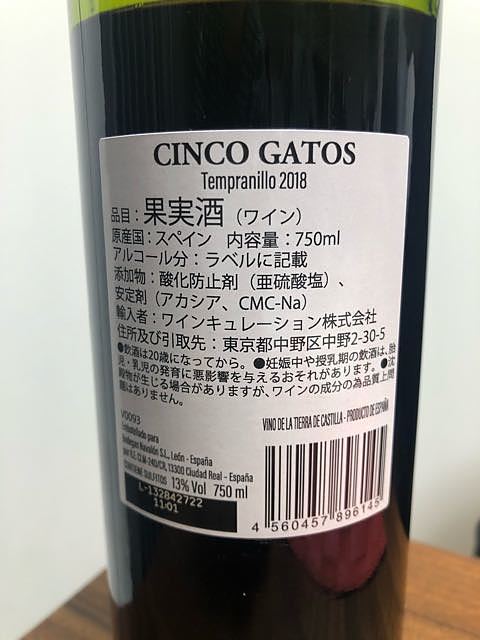 CINCO GATOS
Tempranillo 2018
品目：果実酒（ワイン）
原産国：スペイン　内容量：750ml
アルコール分：ラベルに記載
添加物：酸化防止剤（亜硫酸塩）、
安定剤（アカシア、CMC-Na）
輸入者：ワインキュレーション株式会社
住所及び引取先：東京都中野区中野2-30-5
●飲酒は20歳になってから。●妊娠中や授乳期の飲酒は、胎
児・乳児の発育に悪影響を与えるおそれがあります。●沈
殿物が生じる場合がありますが、ワインの成分の為品質上問
題はありません。
VINO DE LA TIERRA DE CASTILLA - PRODUCTO DE ESPAÑA
V0093
Embotellado para
Bodegas Navalón S.L., León - España
por R.E. CLM-240/CR, 13300 Ciudad Real - España
CONTIENE SULFITOS 13% Vol 750 ml
L-132842722
11:01
4 560457 896145